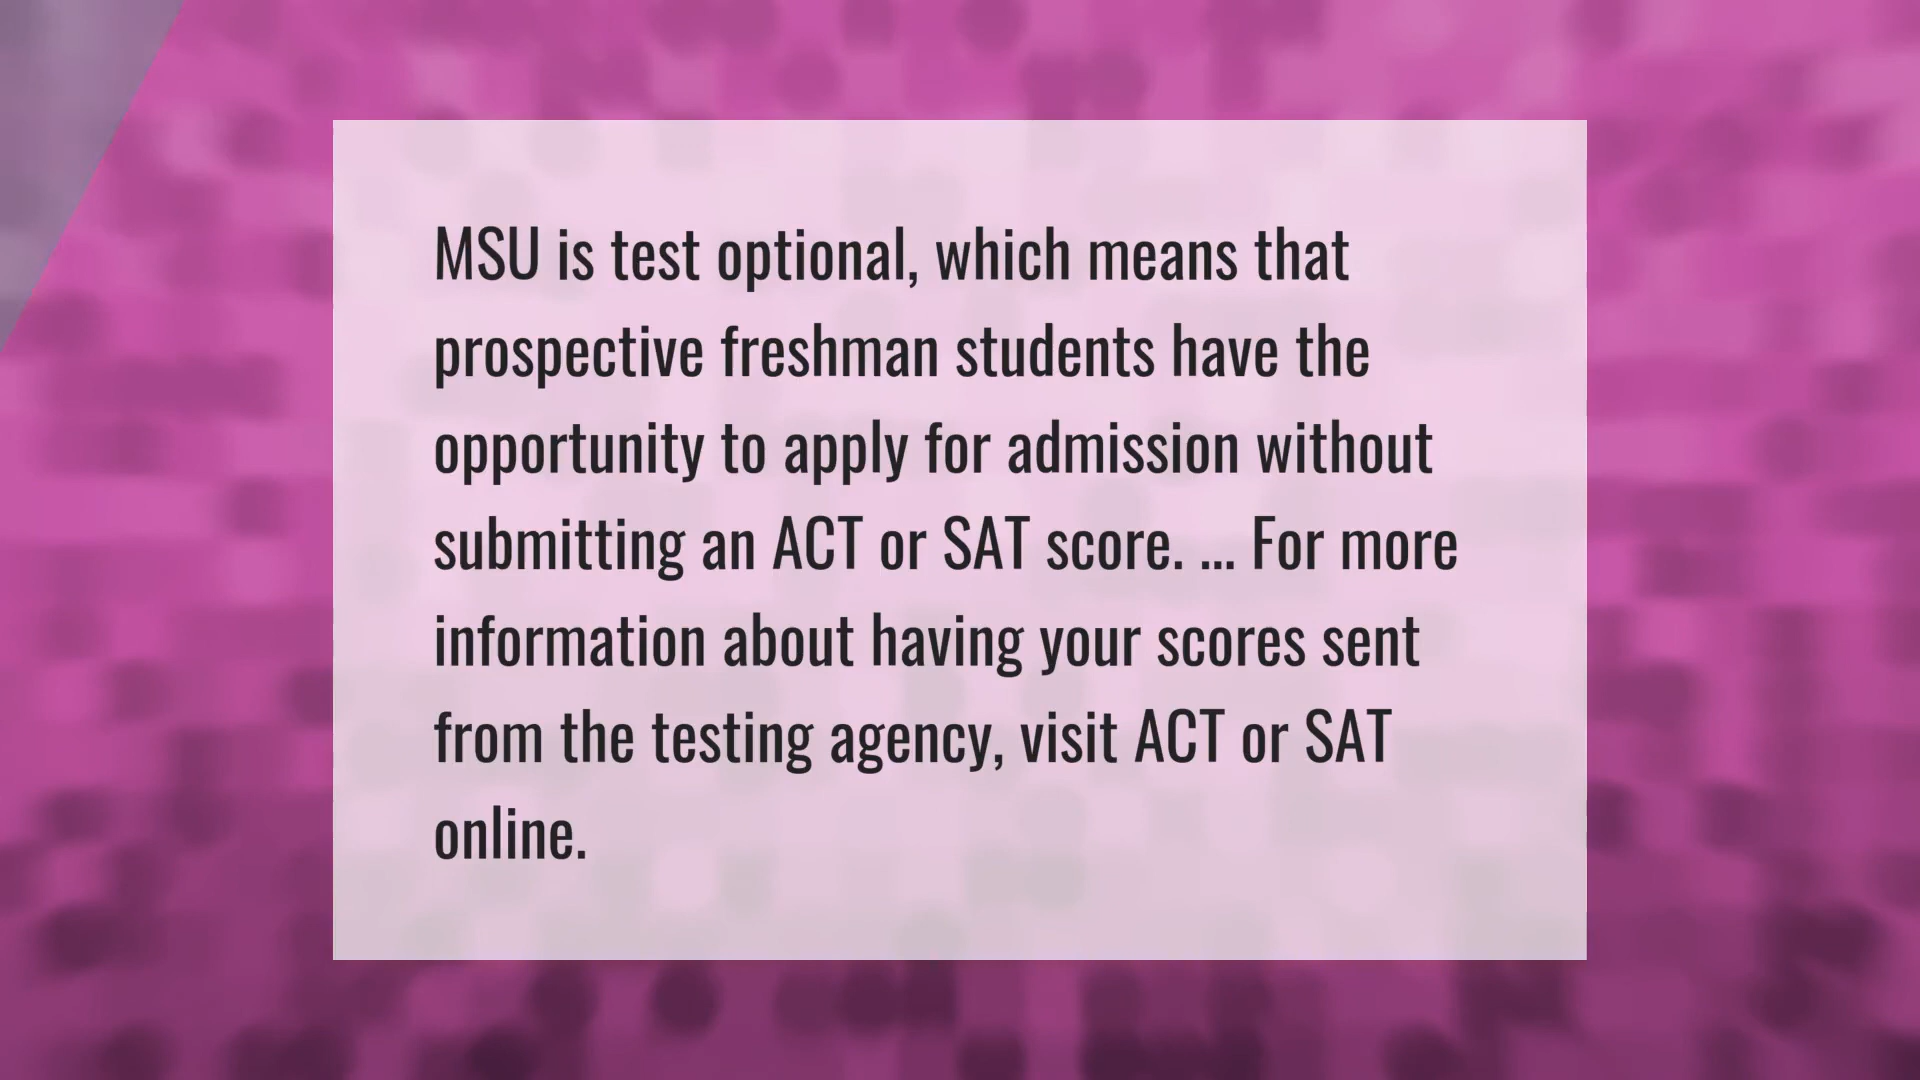 MSU is test optional, which means that
prospective freshman students have the
opportunity to apply for admission without
submitting an ACT or SAT score. ... For more
information about having your scores sent
from the testing agency, visit ACT or SAT
online.